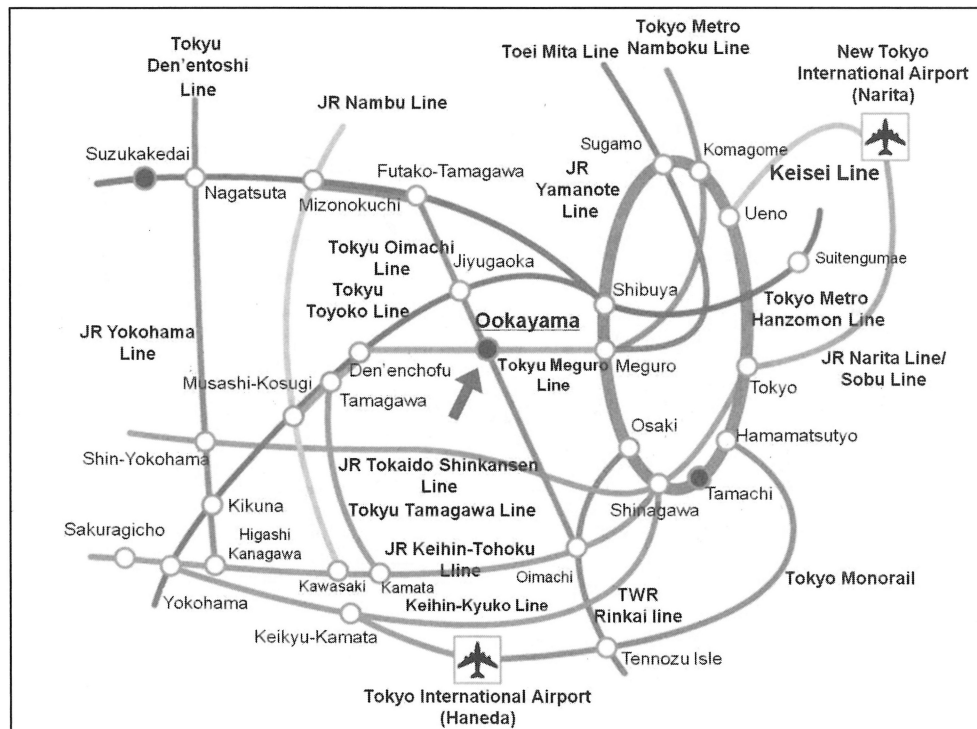 Tokyu
Den'entoshi
Line
Tokyo Metro
Namboku Line
Toei Mita Line
New Tokyo
International Airport
(Narita)
JR Nambu Line
Suzukakedai
Nagatsuta
Mizonokuchi
Futako-Tamagawa
Sugamo
Komagome
JR
Yamanote
Line
Keisei Line
Ueno
Tokyu Oimachi
Line
Jiyugaoka
Tokyu
Toyoko Line
Suitengumae
Shibuya
Tokyo Metro
Hanzomon Line
Ookayama
JR Yokohama
Line
Den'enchofu
Tokyu Meguro
Line
Meguro
JR Narita Line/
Sobu Line
Musashi-Kosugi
Tamagawa
Tokyo
Osaki
Hamamatsutyo
Shin-Yokohama
JR Tokaido Shinkansen
Line
Tamachi
Shinagawa
Kikuna
Tokyu Tamagawa Line
Sakuragicho
Higashi
Kanagawa
JR Keihin-Tohoku
Lline
Oimachi
Kawasaki
Kamata
Yokohama
Keihin-Kyuko Line
TWR
Rinkai line
Tokyo Monorail
Keikyu-Kamata
Tennozu Isle
Tokyo International Airport
(Haneda)